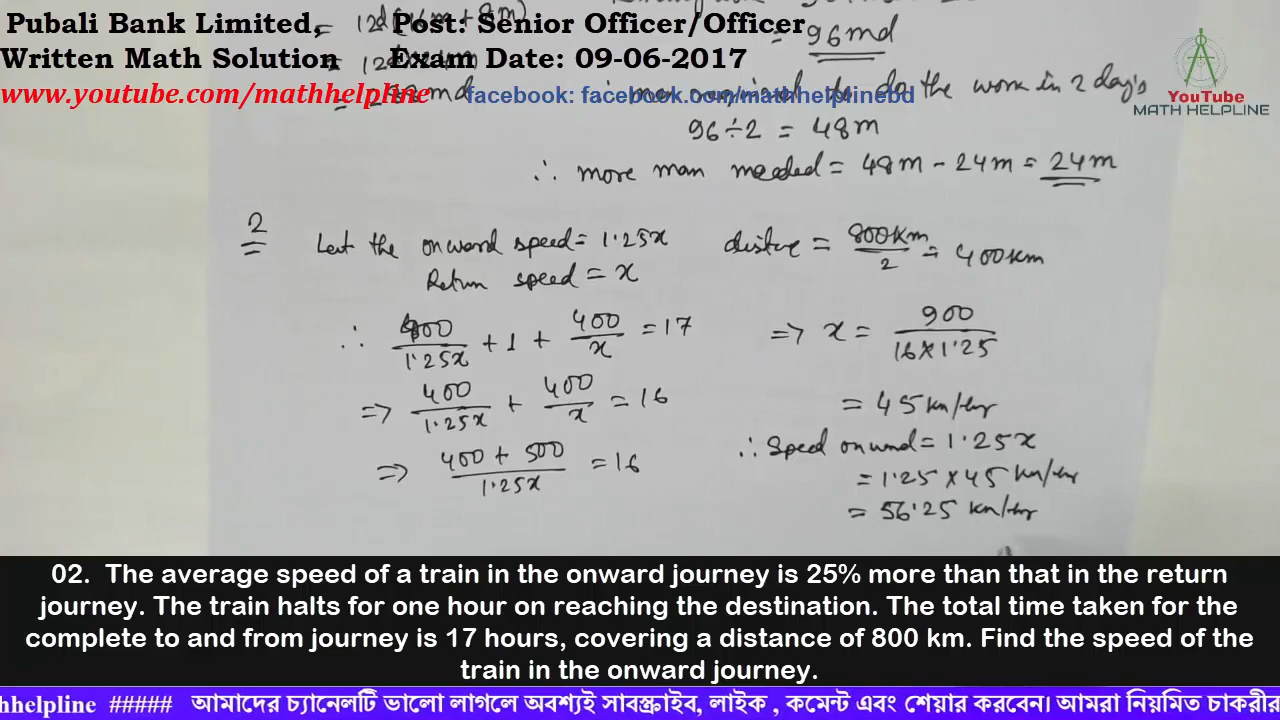 Pubali Bank Limited, Post: Senior Officer/Officer
Written Math Solution Exam Date: 09-06-2017
www.youtube.com/mathhelpline facebook: facebook.com/mathhelplinebd
YouTube
MATH HELPLINE
= 96md
do the work in 2 day's
96÷2 = 48m
∴ more man needed = 48m - 24m = 24m
2
Let the onward speed = 1.25x
Return speed = x
∴ 400/1.25x + 1 + 400/x = 17
=> 400/1.25x + 400/x = 16
=> 400 + 500/1.25x = 16
distnce = 800km/2 = 400km
=> x = 900/16×1.25
= 45 km/hr
∴ Speed onward = 1.25x
= 1.25 × 45 km/hr
= 56.25 km/hr
02. The average speed of a train in the onward journey is 25% more than that in the return
journey. The train halts for one hour on reaching the destination. The total time taken for the
complete to and from journey is 17 hours, covering a distance of 800 km. Find the speed of the
train in the onward journey.
hhelpline ##### আমাদের চ্যানেলটি ভালো লাগলে অবশ্যই সাবস্ক্রাইব, লাইক , কমেন্ট এবং শেয়ার করবেন। আমরা নিয়মিত চাকরীর